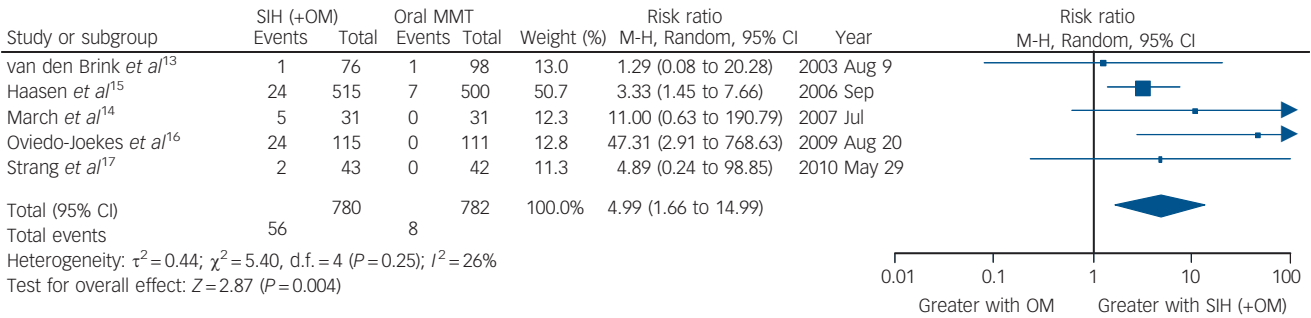 SIH (+OM) Oral MMT Risk ratio Risk ratio
Study or subgroup Events Total Events Total Weight (%) M-H, Random, 95% CI Year M-H, Random, 95% CI
van den Brink et al13 1 76 1 98 13.0 1.29 (0.08 to 20.28) 2003 Aug 9
Haasen et al15 24 515 7 500 50.7 3.33 (1.45 to 7.66) 2006 Sep
March et al14 5 31 0 31 12.3 11.00 (0.63 to 190.79) 2007 Jul
Oviedo-Joekes et al16 24 115 0 111 12.8 47.31 (2.91 to 768.63) 2009 Aug 20
Strang et al17 2 43 0 42 11.3 4.89 (0.24 to 98.85) 2010 May 29
Total (95% CI) 780 782 100.0% 4.99 (1.66 to 14.99)
Total events 56 8
Heterogeneity: τ2=0.44; χ2=5.40, d.f.=4 (P=0.25); I2=26%
Test for overall effect: Z=2.87 (P=0.004)
0.01 0.1 1 10 100
Greater with OM Greater with SIH (+OM)